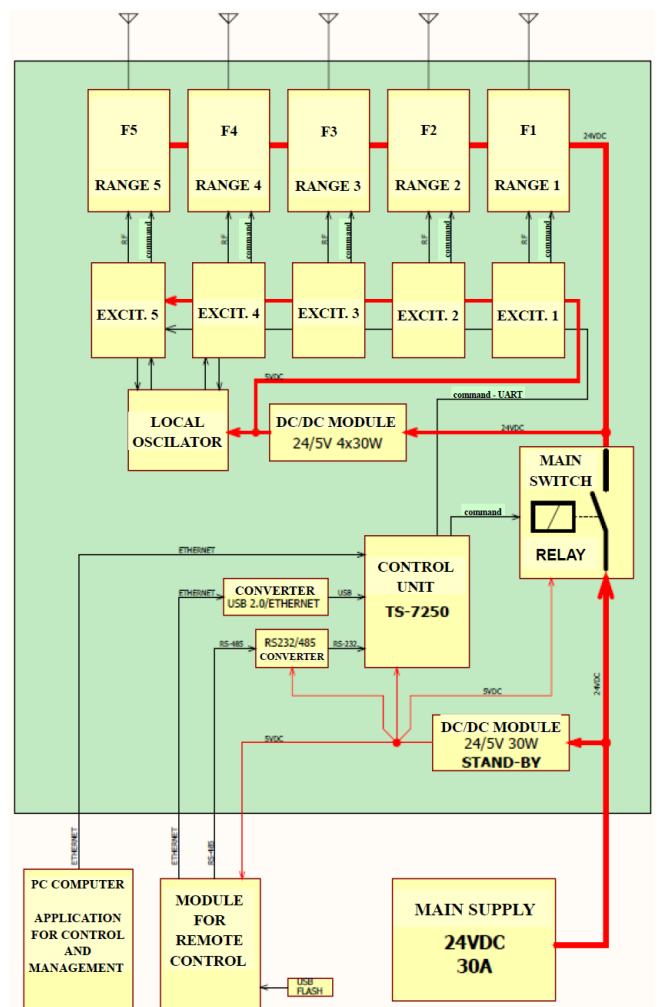 F5
F4
F3
F2
F1
24VDC
RANGE 5
RANGE 4
RANGE 3
RANGE 2
RANGE 1
RF
command
RF
command
RF
command
RF
command
RF
command
EXCIT. 5
EXCIT. 4
EXCIT. 3
EXCIT. 2
EXCIT. 1
5VDC
command - UART
LOCAL
OSCILATOR
DC/DC MODULE
24/5V 4x30W
24VDC
MAIN
SWITCH
RELAY
command
ETHERNET
CONTROL
UNIT
TS-7250
ETHERNET
CONVERTER
USB 2.0/ETHERNET
USB
RS-485
RS232/485
CONVERTER
RS-232
5VDC
24VDC
5VDC
DC/DC MODULE
24/5V 30W
STAND-BY
ETHERNET
ETHERNET
RS-485
PC COMPUTER
APPLICATION
FOR CONTROL
AND
MANAGEMENT
MODULE
FOR
REMOTE
CONTROL
USB
FLASH
MAIN SUPPLY
24VDC
30A